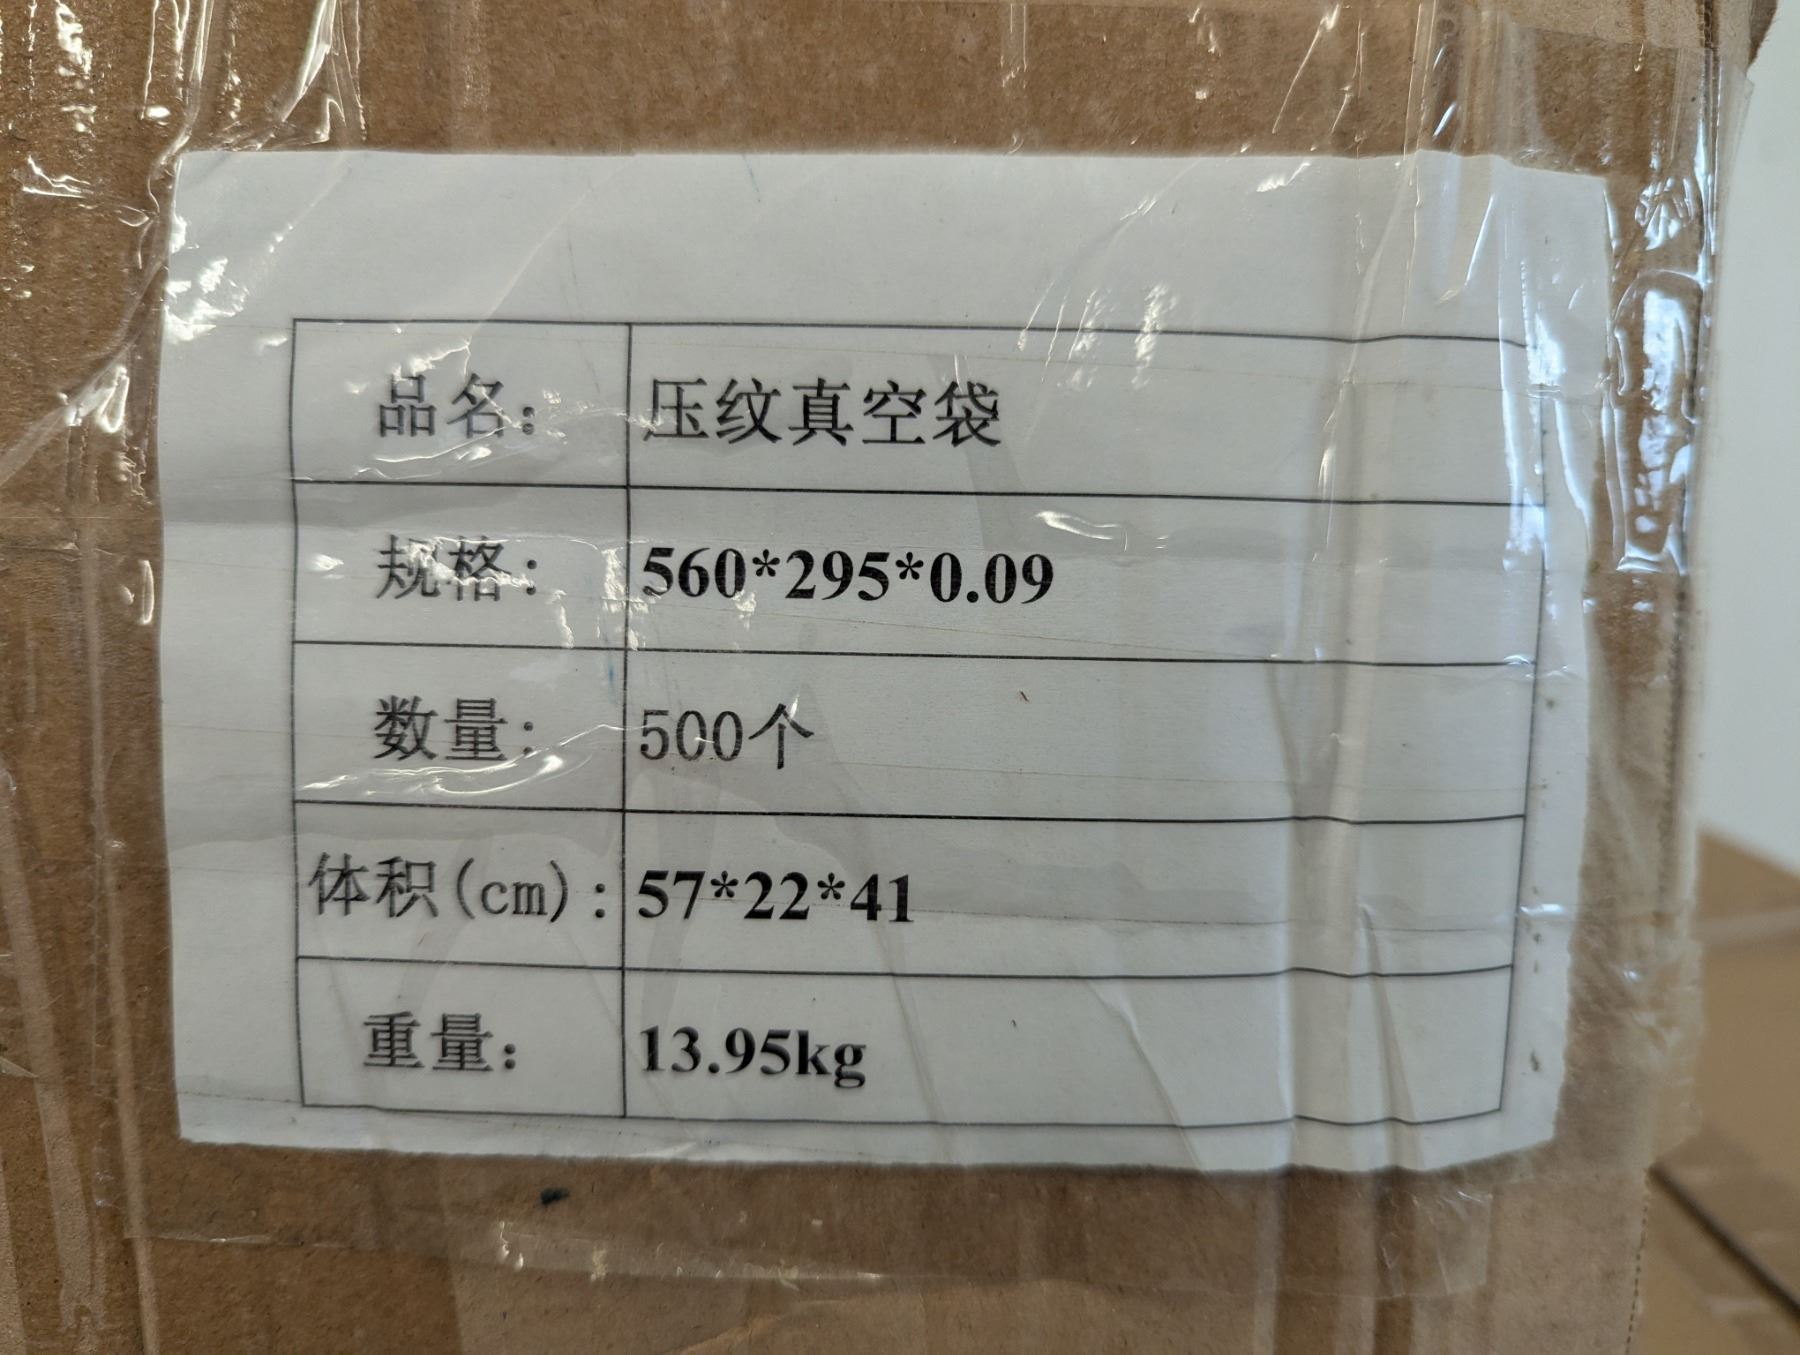 品名: 压纹真空袋
规格: 560*295*0.09
数量: 500个
体积(cm): 57*22*41
重量: 13.95kg